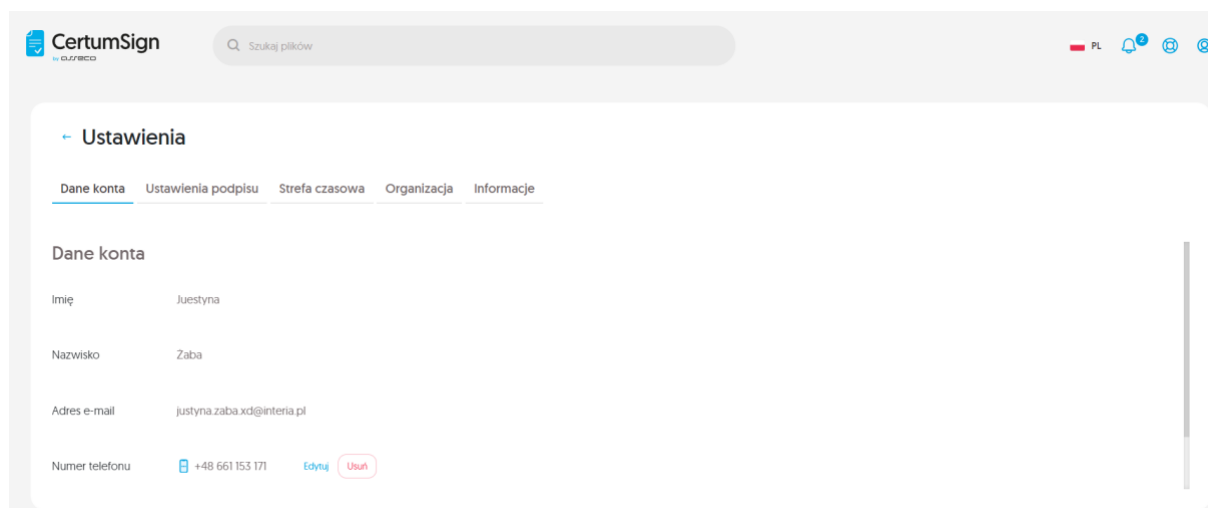 CertumSign
by asseco
Szukaj plików
PL
2
← Ustawienia
Dane konta Ustawienia podpisu Strefa czasowa Organizacja Informacje
Dane konta
Imię Juestyna
Nazwisko Zaba
Adres e-mail justyna.zaba.xd@interia.pl
Numer telefonu +48 661 153 171 Edytuj Usuń